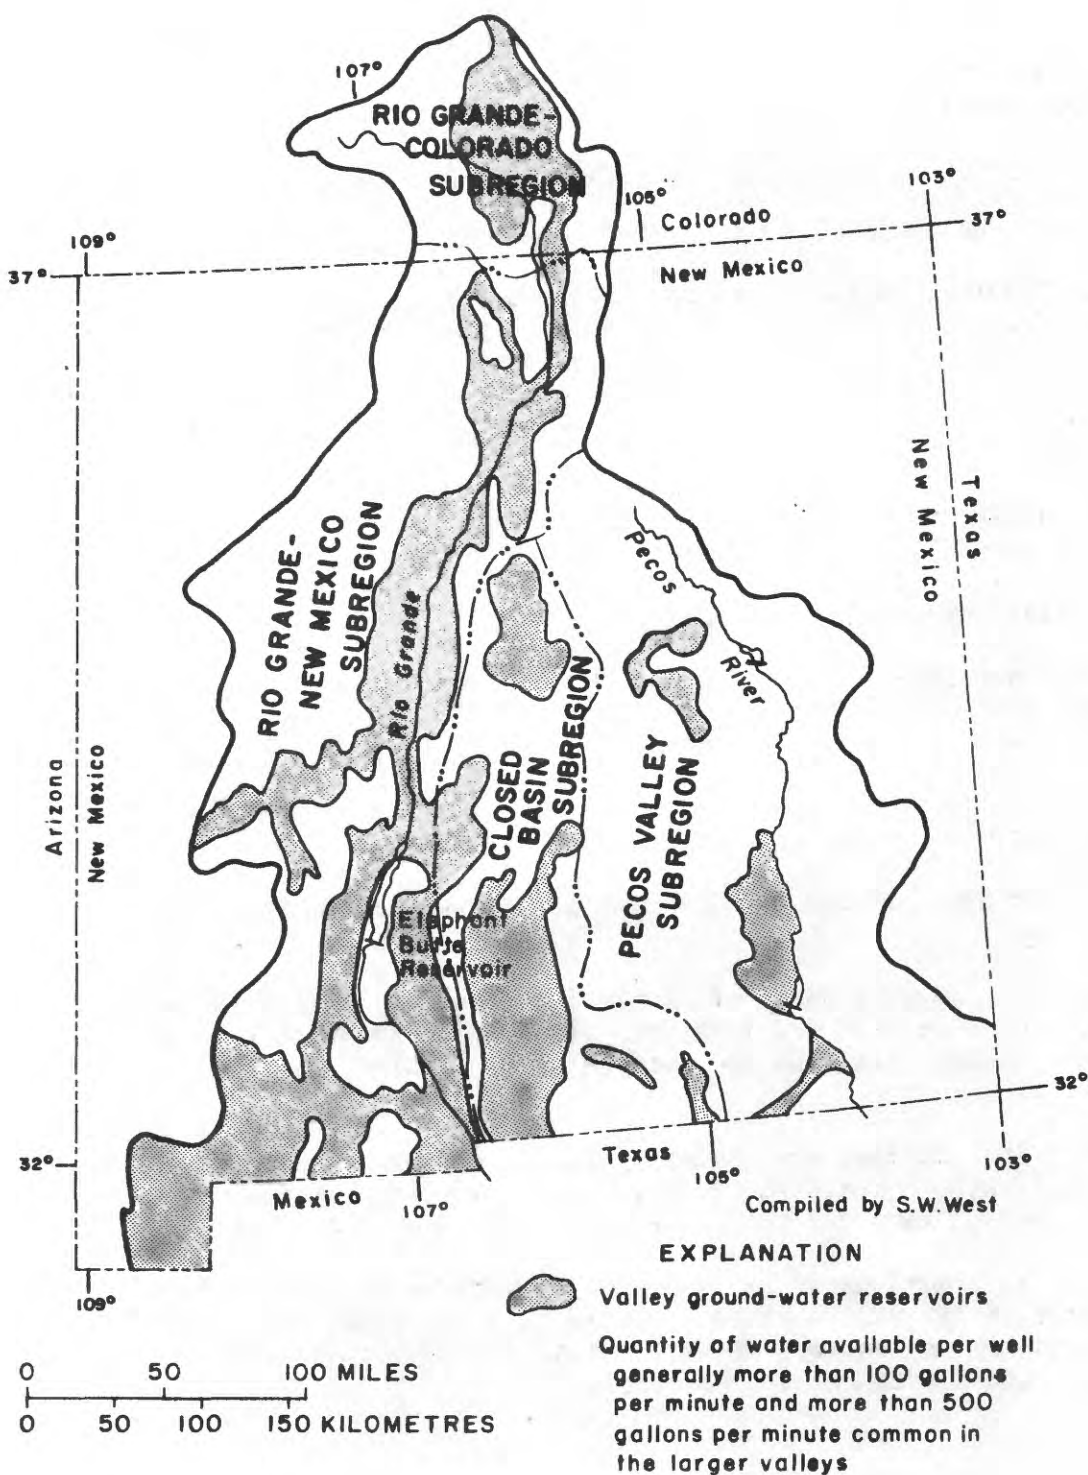 107°
RIO GRANDE-
COLORADO
SUBREGION
105°
103°
Colorado
37°
109°
New Mexico
37°
New Mexico
Texas
Pecos
River
RIO GRANDE-
NEW MEXICO
SUBREGION
Rio Grande
CLOSED
BASIN
SUBREGION
PECOS VALLEY
SUBREGION
Arizona
New Mexico
Elephant
Butte
Reservoir
32°
32°
Texas
105°
103°
Mexico
107°
Compiled by S.W. West
109°
EXPLANATION
Valley ground-water reservoirs
Quantity of water available per well
generally more than 100 gallons
per minute and more than 500
gallons per minute common in
the larger valleys
0 50 100 MILES
0 50 100 150 KILOMETRES